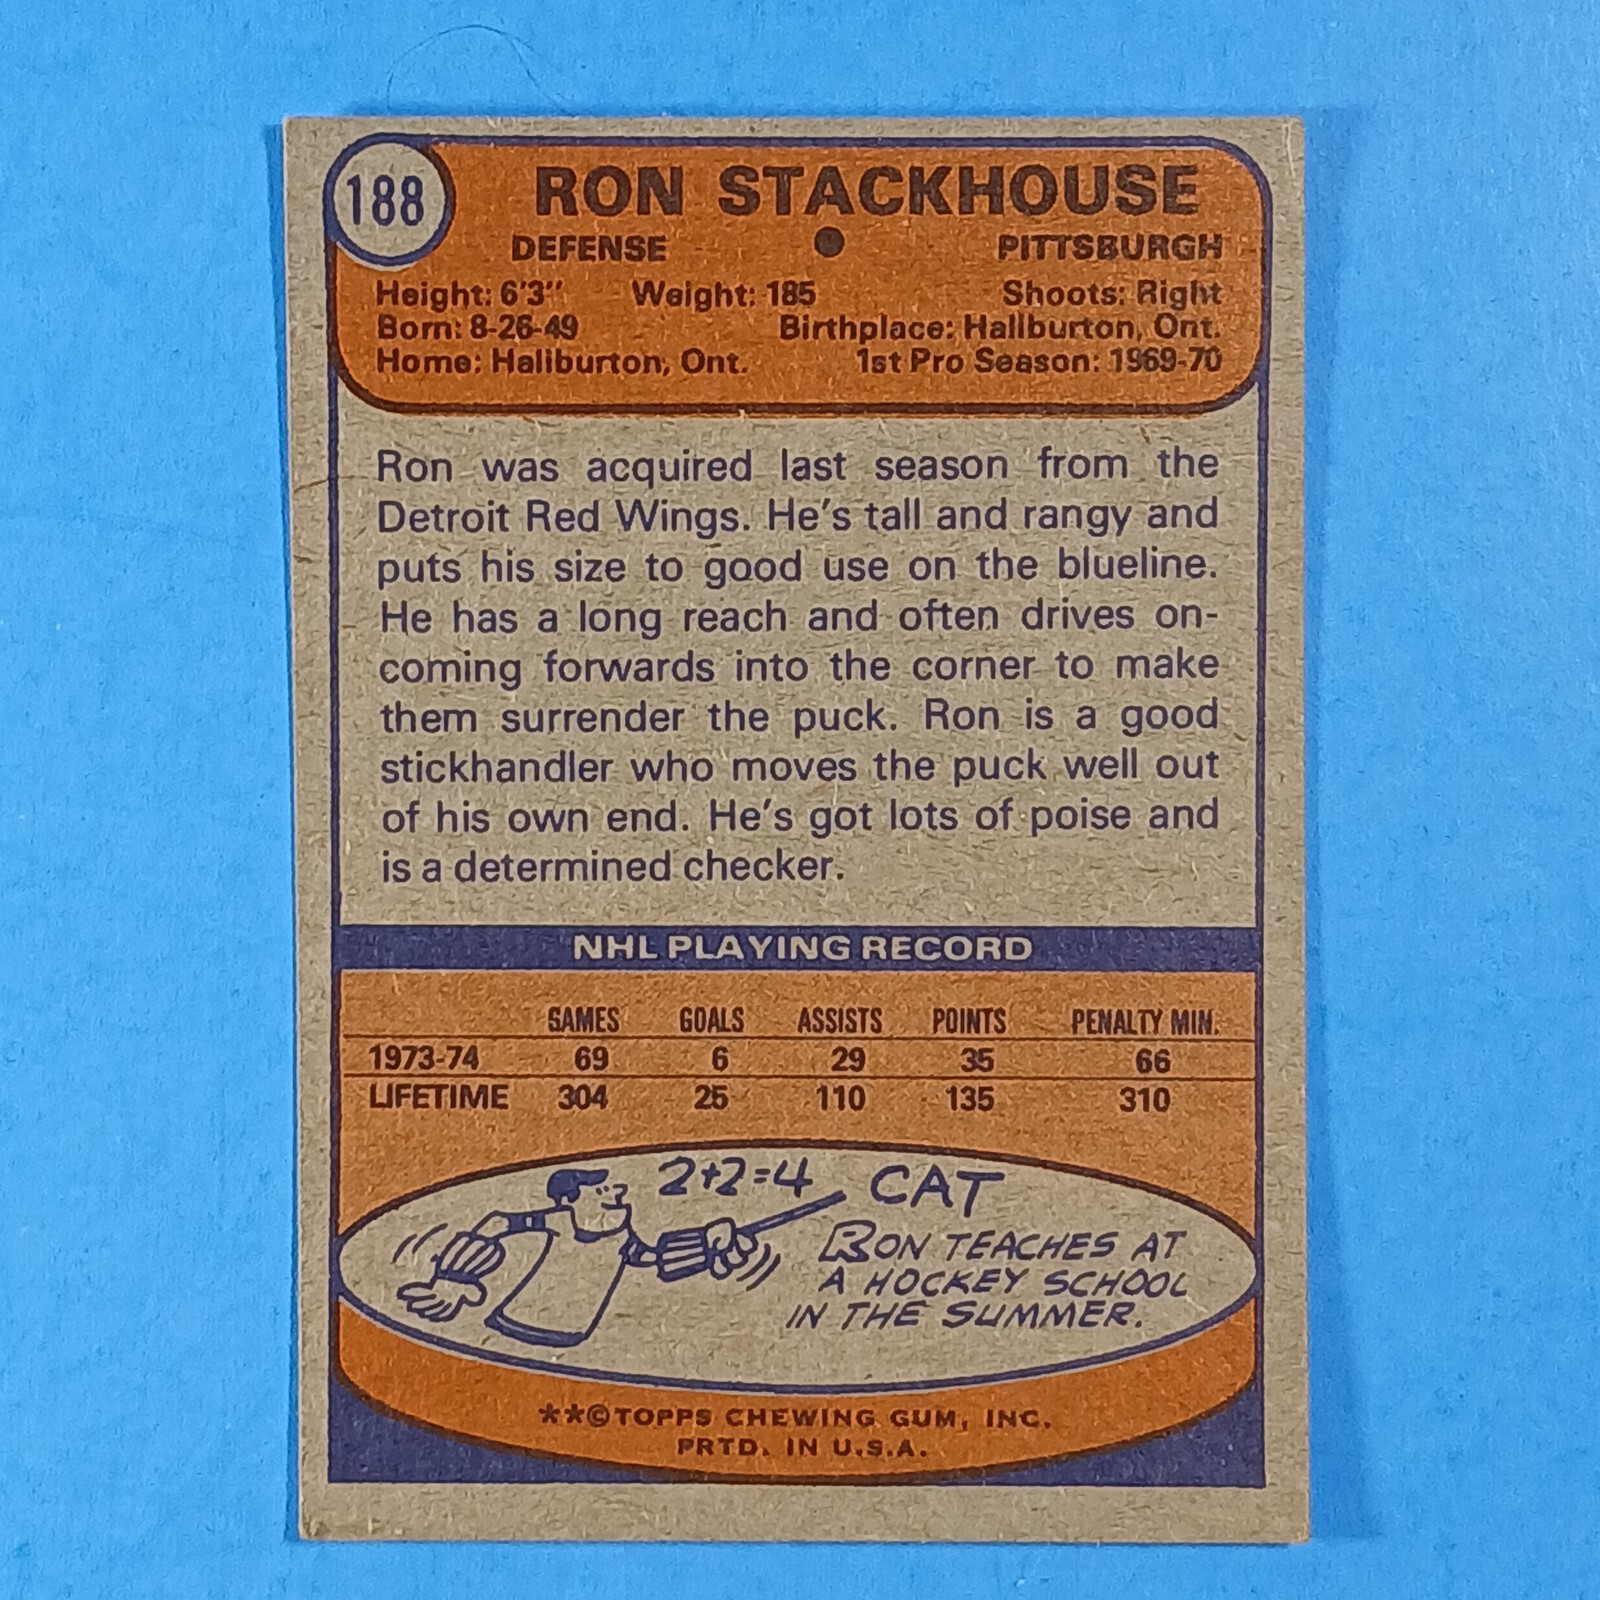 188
RON STACKHOUSE
DEFENSE ● PITTSBURGH
Height: 6'3" Weight: 185 Shoots: Right
Born: 8-26-49 Birthplace: Haliburton, Ont.
Home: Haliburton, Ont. 1st Pro Season: 1969-70
Ron was acquired last season from the
Detroit Red Wings. He's tall and rangy and
puts his size to good use on the blueline.
He has a long reach and often drives on-
coming forwards into the corner to make
them surrender the puck. Ron is a good
stickhandler who moves the puck well out
of his own end. He's got lots of poise and
is a determined checker.
NHL PLAYING RECORD
GAMES GOALS ASSISTS POINTS PENALTY MIN.
1973-74 69 6 29 35 66
LIFETIME 304 25 110 135 310
2+2=4 CAT
RON TEACHES AT
A HOCKEY SCHOOL
IN THE SUMMER.
**©TOPPS CHEWING GUM, INC.
PRTD. IN U.S.A.